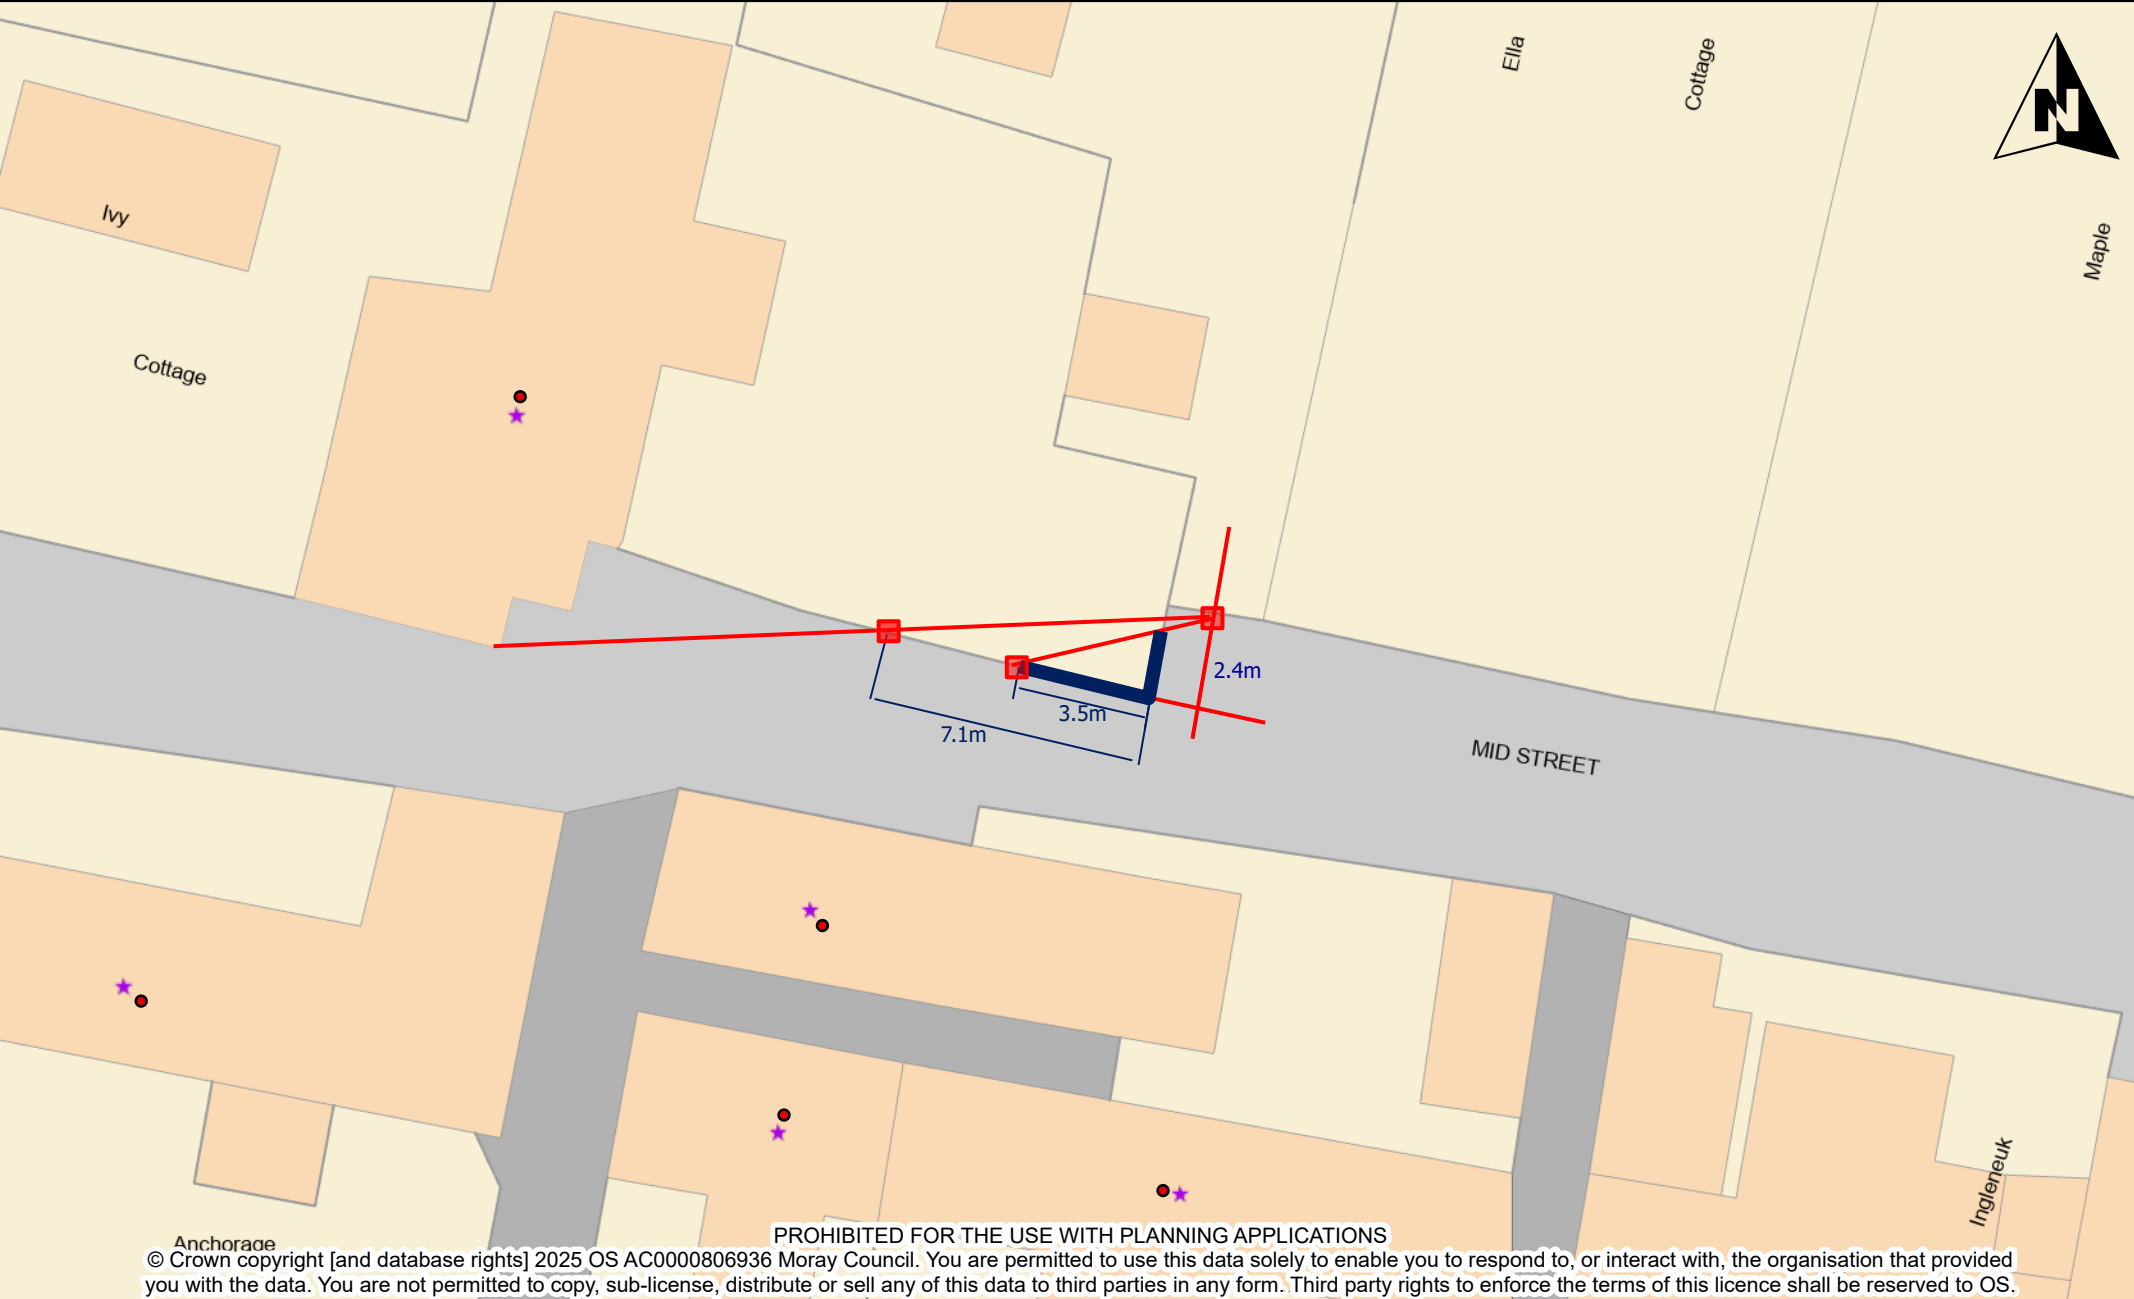 Ella
Cottage
N
Maple
Ivy
Cottage
2.4m
3.5m
7.1m
MID STREET
Ingleneuk
Anchorage
PROHIBITED FOR THE USE WITH PLANNING APPLICATIONS
© Crown copyright [and database rights] 2025 OS AC0000806936 Moray Council. You are permitted to use this data solely to enable you to respond to, or interact with, the organisation that provided
you with the data. You are not permitted to copy, sub-license, distribute or sell any of this data to third parties in any form. Third party rights to enforce the terms of this licence shall be reserved to OS.